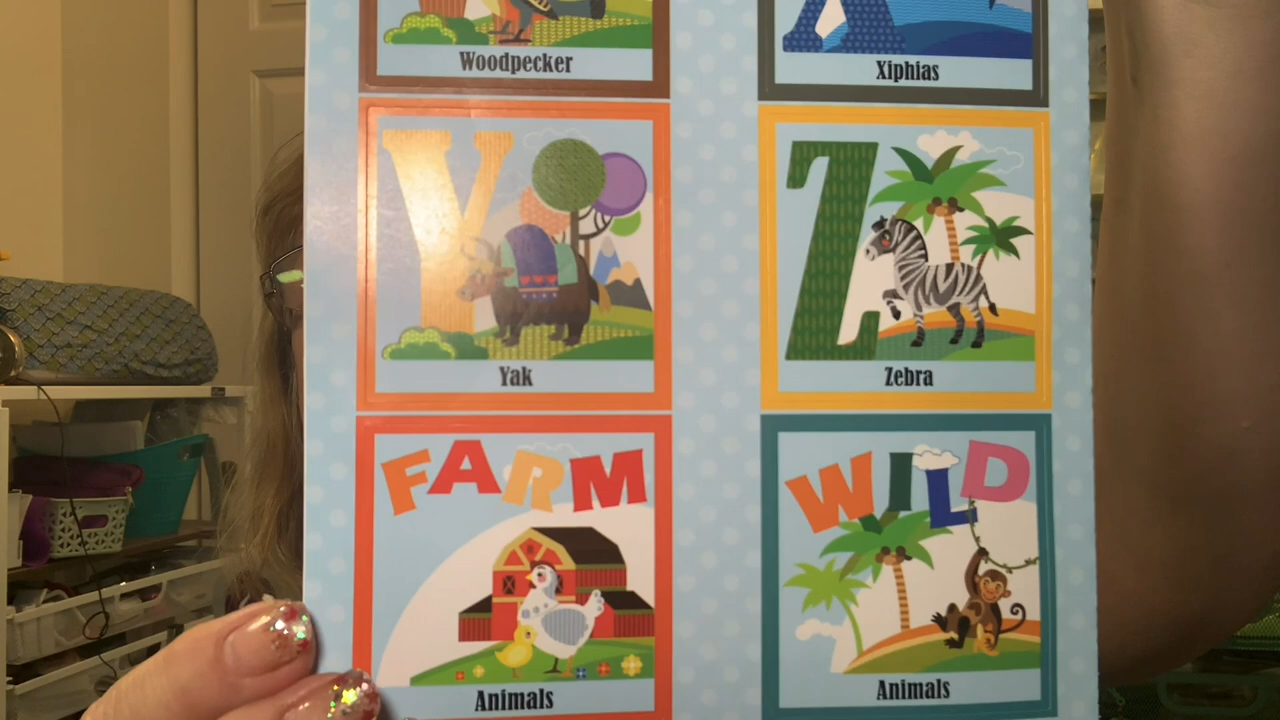 Woodpecker
Xiphias
Y
Yak
Z
Zebra
FARM
Animals
WILD
Animals